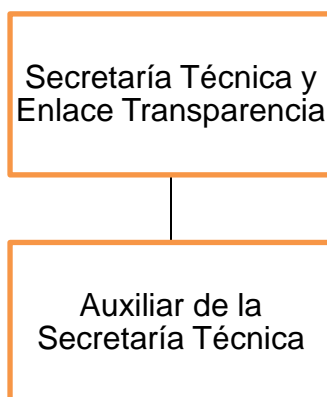 Secretaría Técnica y
Enlace Transparencia
Auxiliar de la
Secretaría Técnica